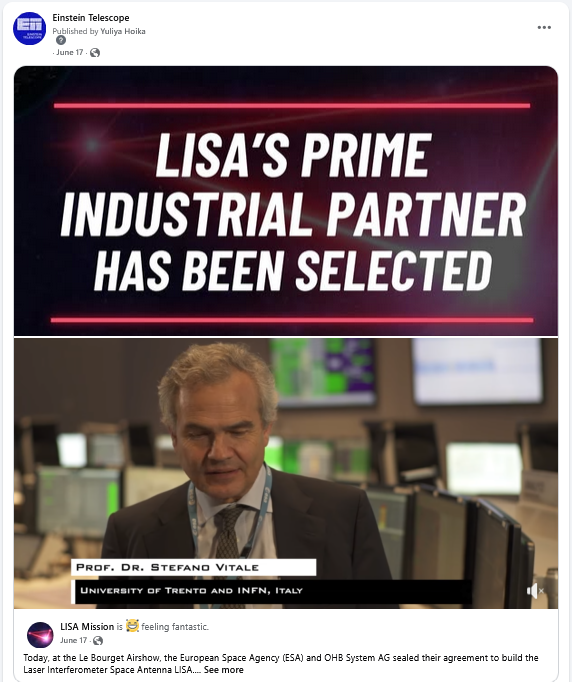 Einstein Telescope
Published by Yuliya Hoika
· June 17 ·
LISA'S PRIME
INDUSTRIAL PARTNER
HAS BEEN SELECTED
PROF. DR. STEFANO VITALE
UNIVERSITY OF TRENTO AND INFN, ITALY
LISA Mission is feeling fantastic.
June 17 ·
Today, at the Le Bourget Airshow, the European Space Agency (ESA) and OHB System AG sealed their agreement to build the
Laser Interferometer Space Antenna LISA.... See more